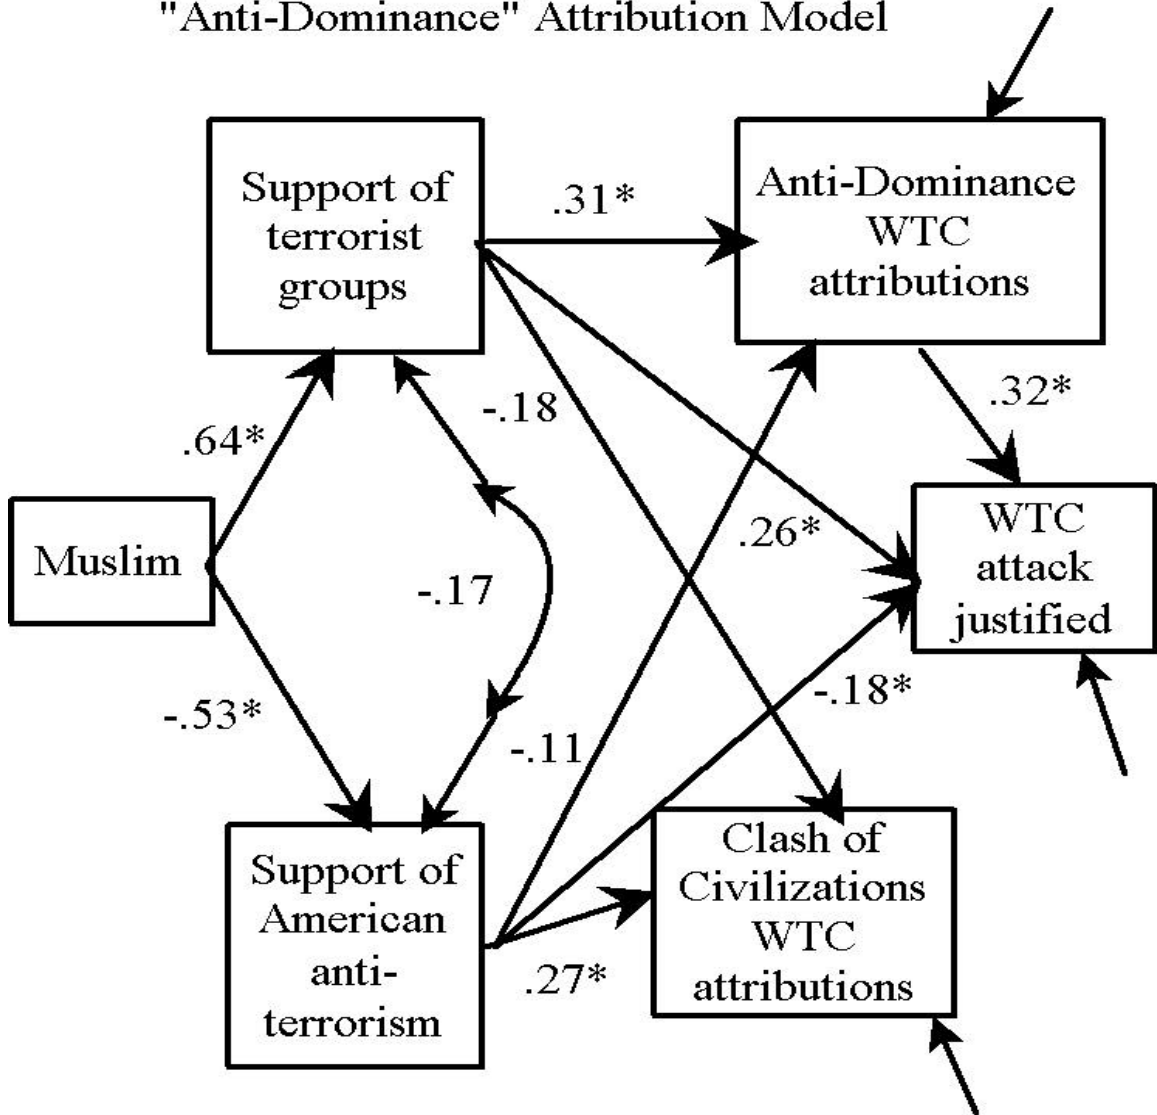 "Anti-Dominance" Attribution Model
Support of
terrorist
groups
.31*
Anti-Dominance
WTC
attributions
-.18
.32*
.64*
.26*
WTC
attack
justified
Muslim
-.17
-.53*
-.18*
-.11
Support of
American
anti-
terrorism
.27*
Clash of
Civilizations
WTC
attributions